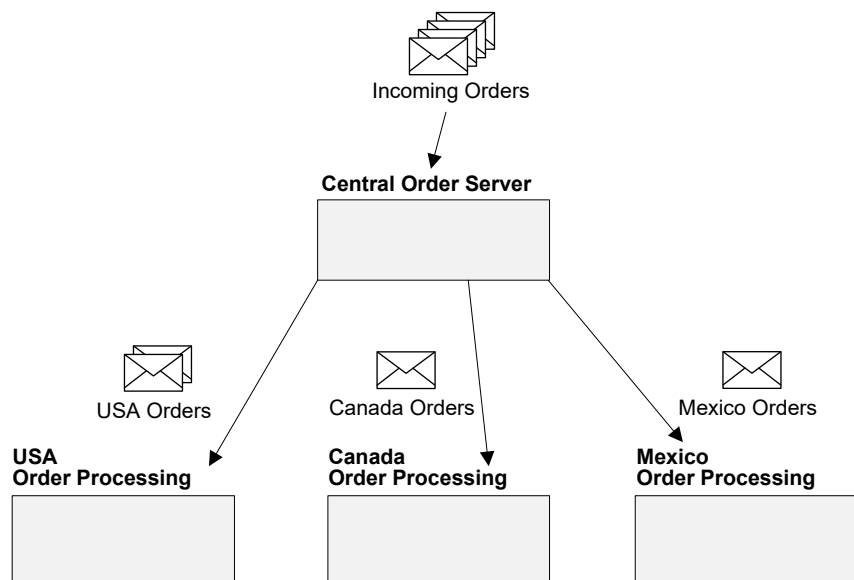 Incoming Orders
Central Order Server
USA Orders
Canada Orders
Mexico Orders
USA
Order Processing
Canada
Order Processing
Mexico
Order Processing